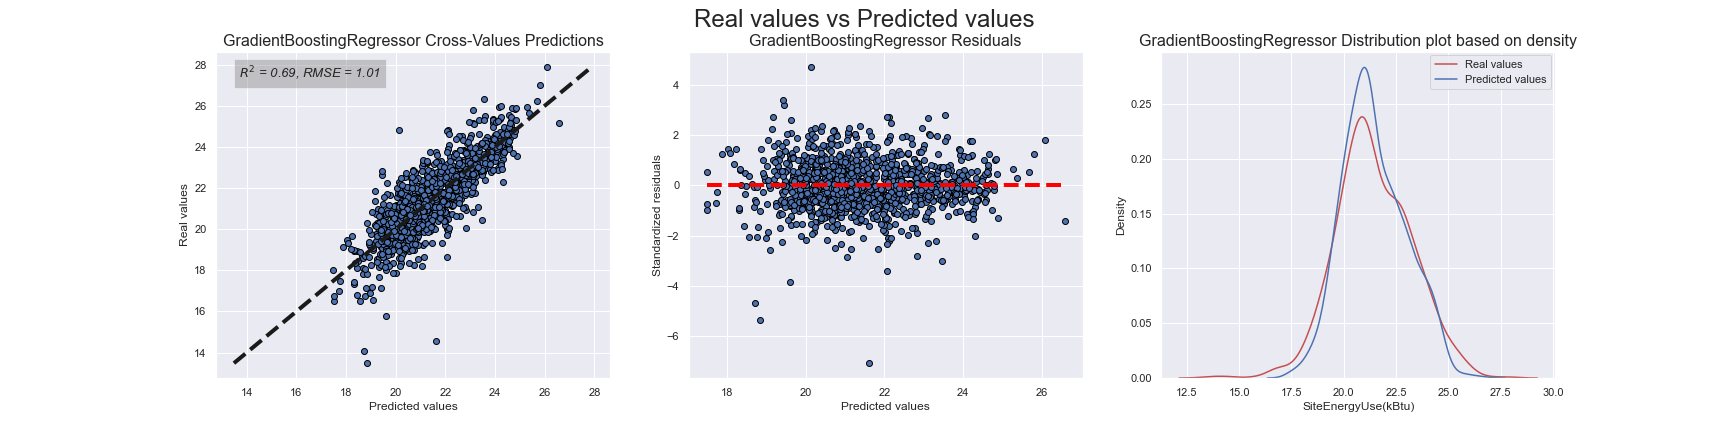 Real values vs Predicted values
GradientBoostingRegressor Cross-Values Predictions
R² = 0.69, RMSE = 1.01
Real values
28
26
24
22
20
18
16
14
14 16 18 20 22 24 26 28
Predicted values
GradientBoostingRegressor Residuals
Standardized residuals
4
2
0
−2
−4
−6
18 20 22 24 26
Predicted values
GradientBoostingRegressor Distribution plot based on density
Real values
Predicted values
Density
0.25
0.20
0.15
0.10
0.05
0.00
12.5 15.0 17.5 20.0 22.5 25.0 27.5 30.0
SiteEnergyUse(kBtu)